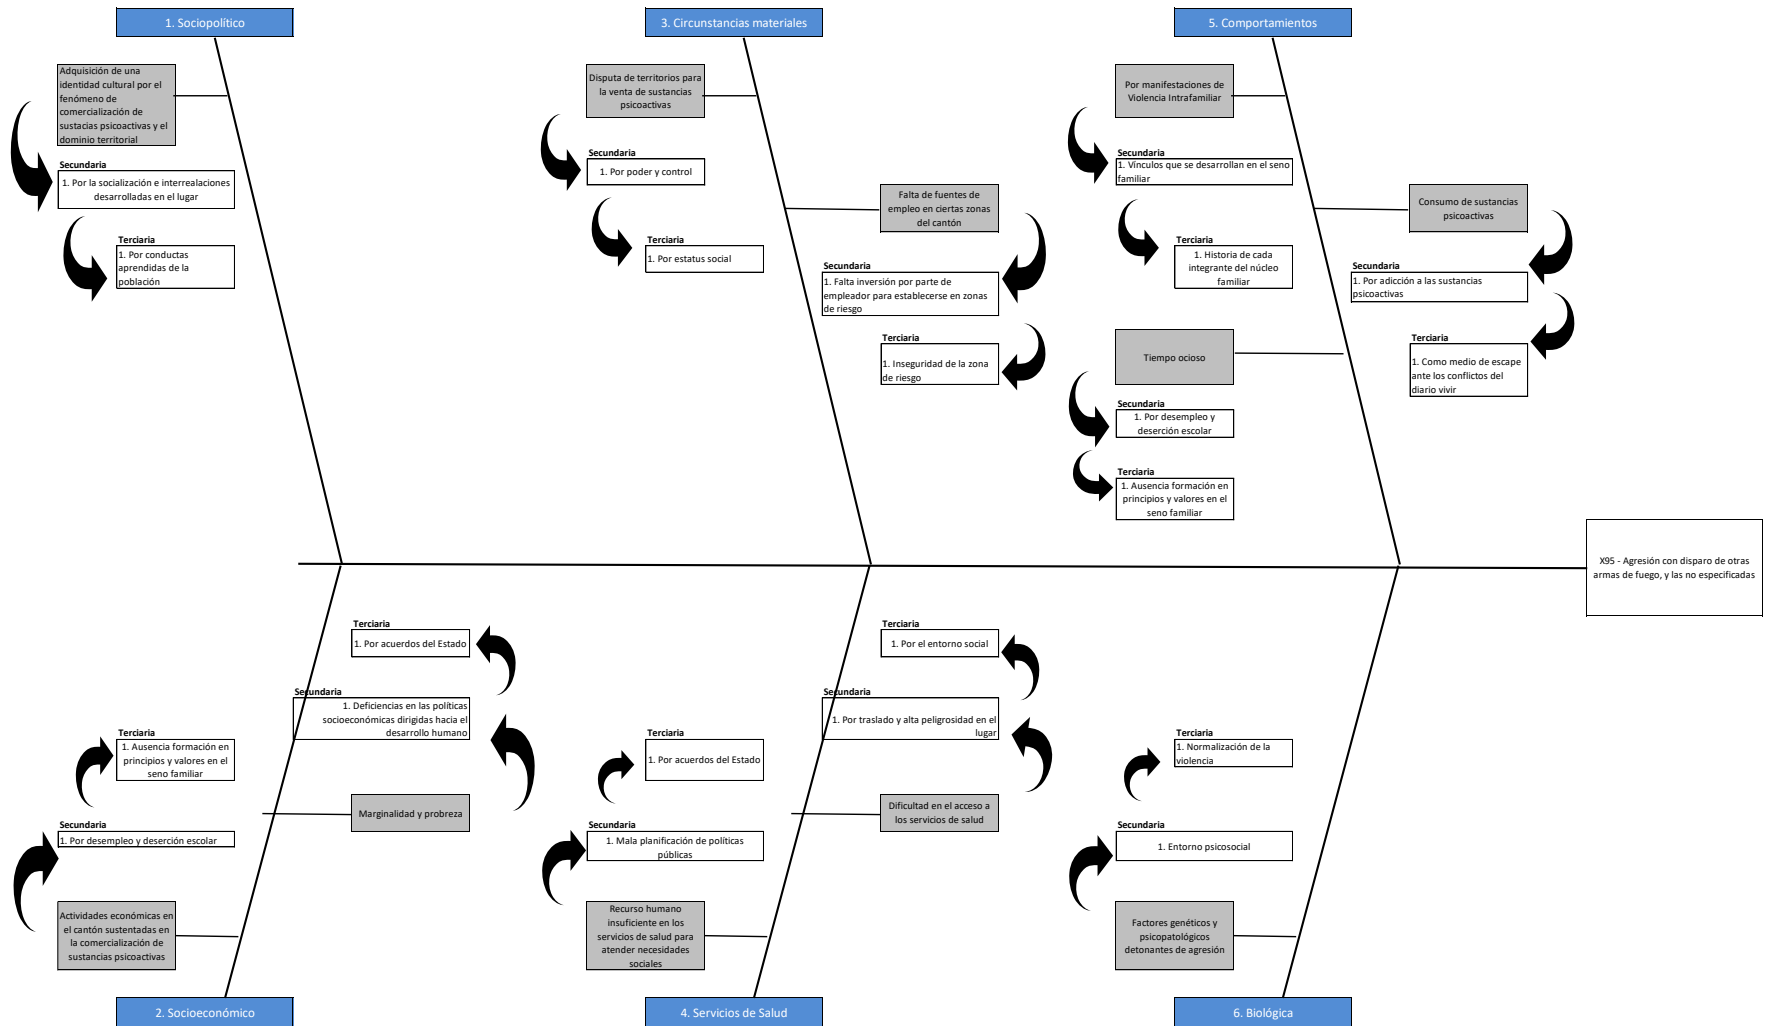 1. Sociopolítico
Adquisición de una
identidad cultural por el
fenómeno de
comercialización de
sustacias psicoactivas y el
dominio territorial
Secundaria
1. Por la socialización e interrealaciones
desarrolladas en el lugar
Terciaria
1. Por conductas
aprendidas de la
población
3. Circunstancias materiales
Disputa de territorios para
la venta de sustancias
psicoactivas
Secundaria
1. Por poder y control
Terciaria
1. Por estatus social
Falta de fuentes de
empleo en ciertas zonas
del cantón
Secundaria
1. Falta inversión por parte de
empleador para establecerse en zonas
de riesgo
Terciaria
1. Inseguridad de la zona
de riesgo
5. Comportamientos
Por manifestaciones de
Violencia Intrafamiliar
Secundaria
1. Vínculos que se desarrollan en el seno
familiar
Terciaria
1. Historia de cada
integrante del núcleo
familiar
Consumo de sustancias
psicoactivas
Secundaria
1. Por adicción a las sustancias
psicoactivas
Terciaria
1. Como medio de escape
ante los conflictos del
diario vivir
Tiempo ocioso
Secundaria
1. Por desempleo y
deserción escolar
Terciaria
1. Ausencia formación en
principios y valores en el
seno familiar
X95 - Agresión con disparo de otras
armas de fuego, y las no especificadas
Terciaria
1. Por acuerdos del Estado
Secundaria
1. Deficiencias en las políticas
socioeconómicas dirigidas hacia el
desarrollo humano
Marginalidad y probreza
Terciaria
1. Ausencia formación en
principios y valores en el
seno familiar
Secundaria
1. Por desempleo y deserción escolar
Actividades económicas en
el cantón sustentadas en
la comercialización de
sustancias psicoactivas
2. Socioeconómico
Terciaria
1. Por el entorno social
Secundaria
1. Por traslado y alta peligrosidad en el
lugar
Dificultad en el acceso a
los servicios de salud
Terciaria
1. Por acuerdos del Estado
Secundaria
1. Mala planificación de políticas
públicas
Recurso humano
insuficiente en los
servicios de salud para
atender necesidades
sociales
4. Servicios de Salud
Terciaria
1. Normalización de la
violencia
Secundaria
1. Entorno psicosocial
Factores genéticos y
psicopatológicos
detonantes de agresión
6. Biológica